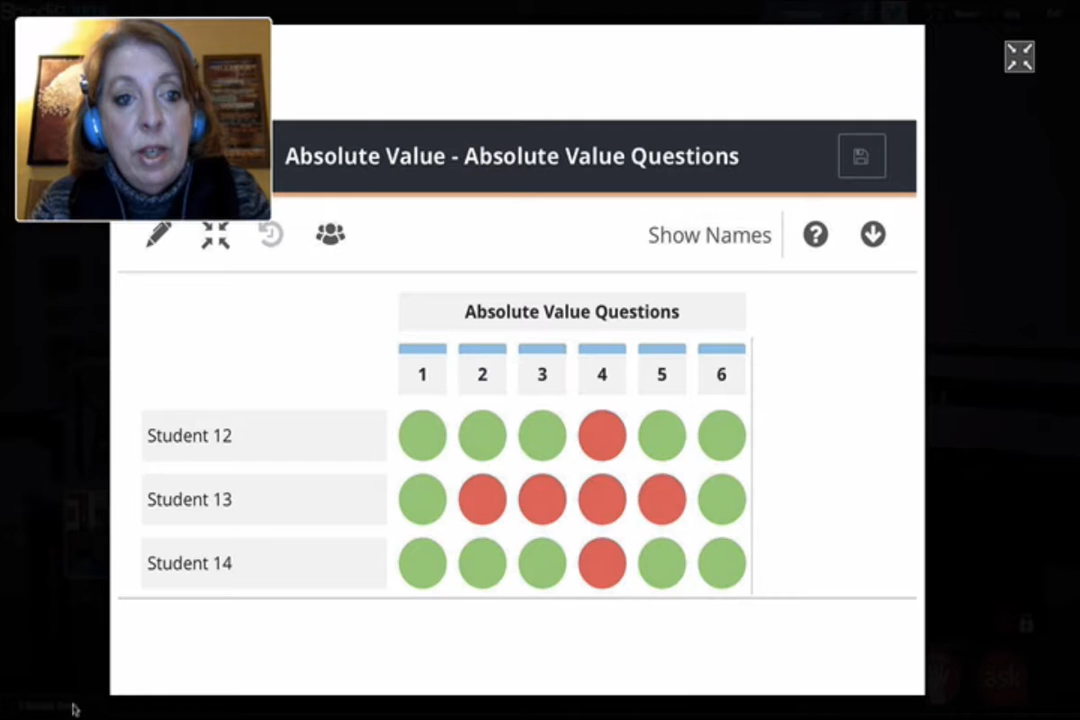 Absolute Value - Absolute Value Questions
Show Names
?
Absolute Value Questions
1 2 3 4 5 6
Student 12
Student 13
Student 14
ask